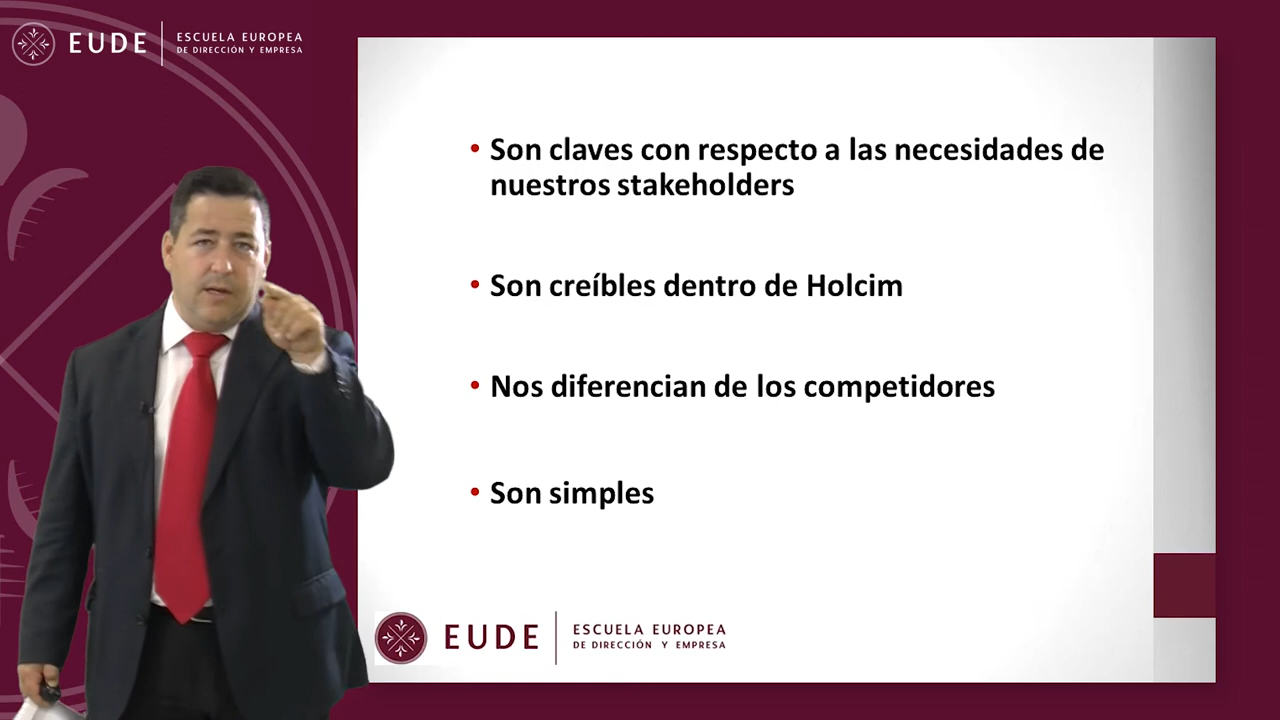 EUDE
ESCUELA EUROPEA
DE DIRECCIÓN Y EMPRESA
• Son claves con respecto a las necesidades de
nuestros stakeholders
• Son creíbles dentro de Holcim
• Nos diferencian de los competidores
• Son simples
EUDE
ESCUELA EUROPEA
DE DIRECCIÓN Y EMPRESA